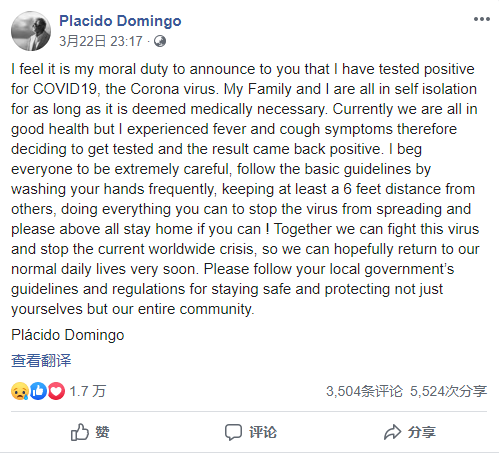 Placido Domingo
3月22日 23:17 ·
I feel it is my moral duty to announce to you that I have tested positive
for COVID19, the Corona virus. My Family and I are all in self isolation
for as long as it is deemed medically necessary. Currently we are all in
good health but I experienced fever and cough symptoms therefore
deciding to get tested and the result came back positive. I beg
everyone to be extremely careful, follow the basic guidelines by
washing your hands frequently, keeping at least a 6 feet distance from
others, doing everything you can to stop the virus from spreading and
please above all stay home if you can ! Together we can fight this virus
and stop the current worldwide crisis, so we can hopefully return to our
normal daily lives very soon. Please follow your local government's
guidelines and regulations for staying safe and protecting not just
yourselves but our entire community.
Plácido Domingo
查看翻译
1.7 万 3,504条评论 5,524次分享
赞 评论 分享